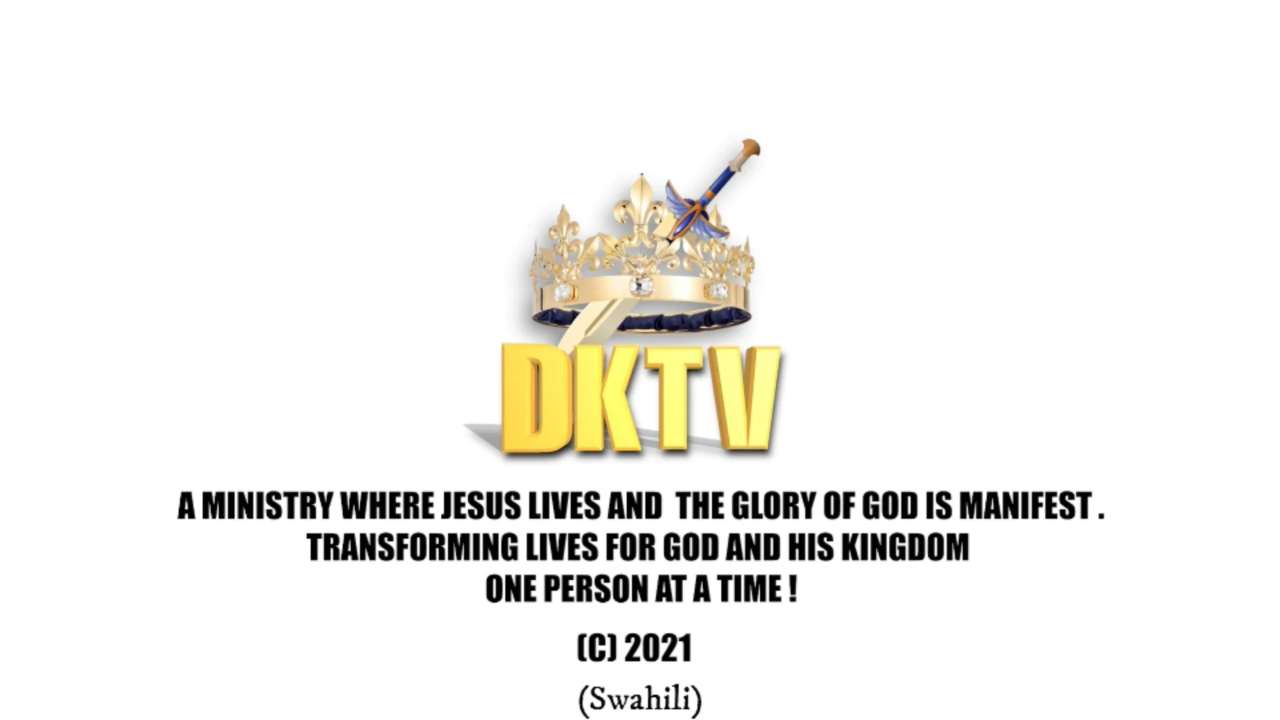 DKTV
A MINISTRY WHERE JESUS LIVES AND THE GLORY OF GOD IS MANIFEST .
TRANSFORMING LIVES FOR GOD AND HIS KINGDOM
ONE PERSON AT A TIME !
(C) 2021
(Swahili)